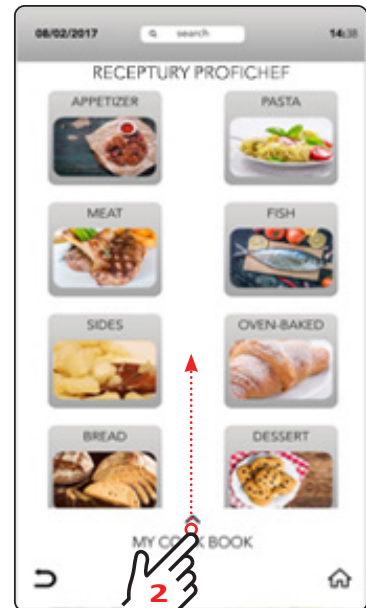 08/02/2017 search 14:38
RECEPTURY PROFICHEF
APPETIZER PASTA
MEAT FISH
SIDES OVEN-BAKED
BREAD DESSERT
MY COOK BOOK
2